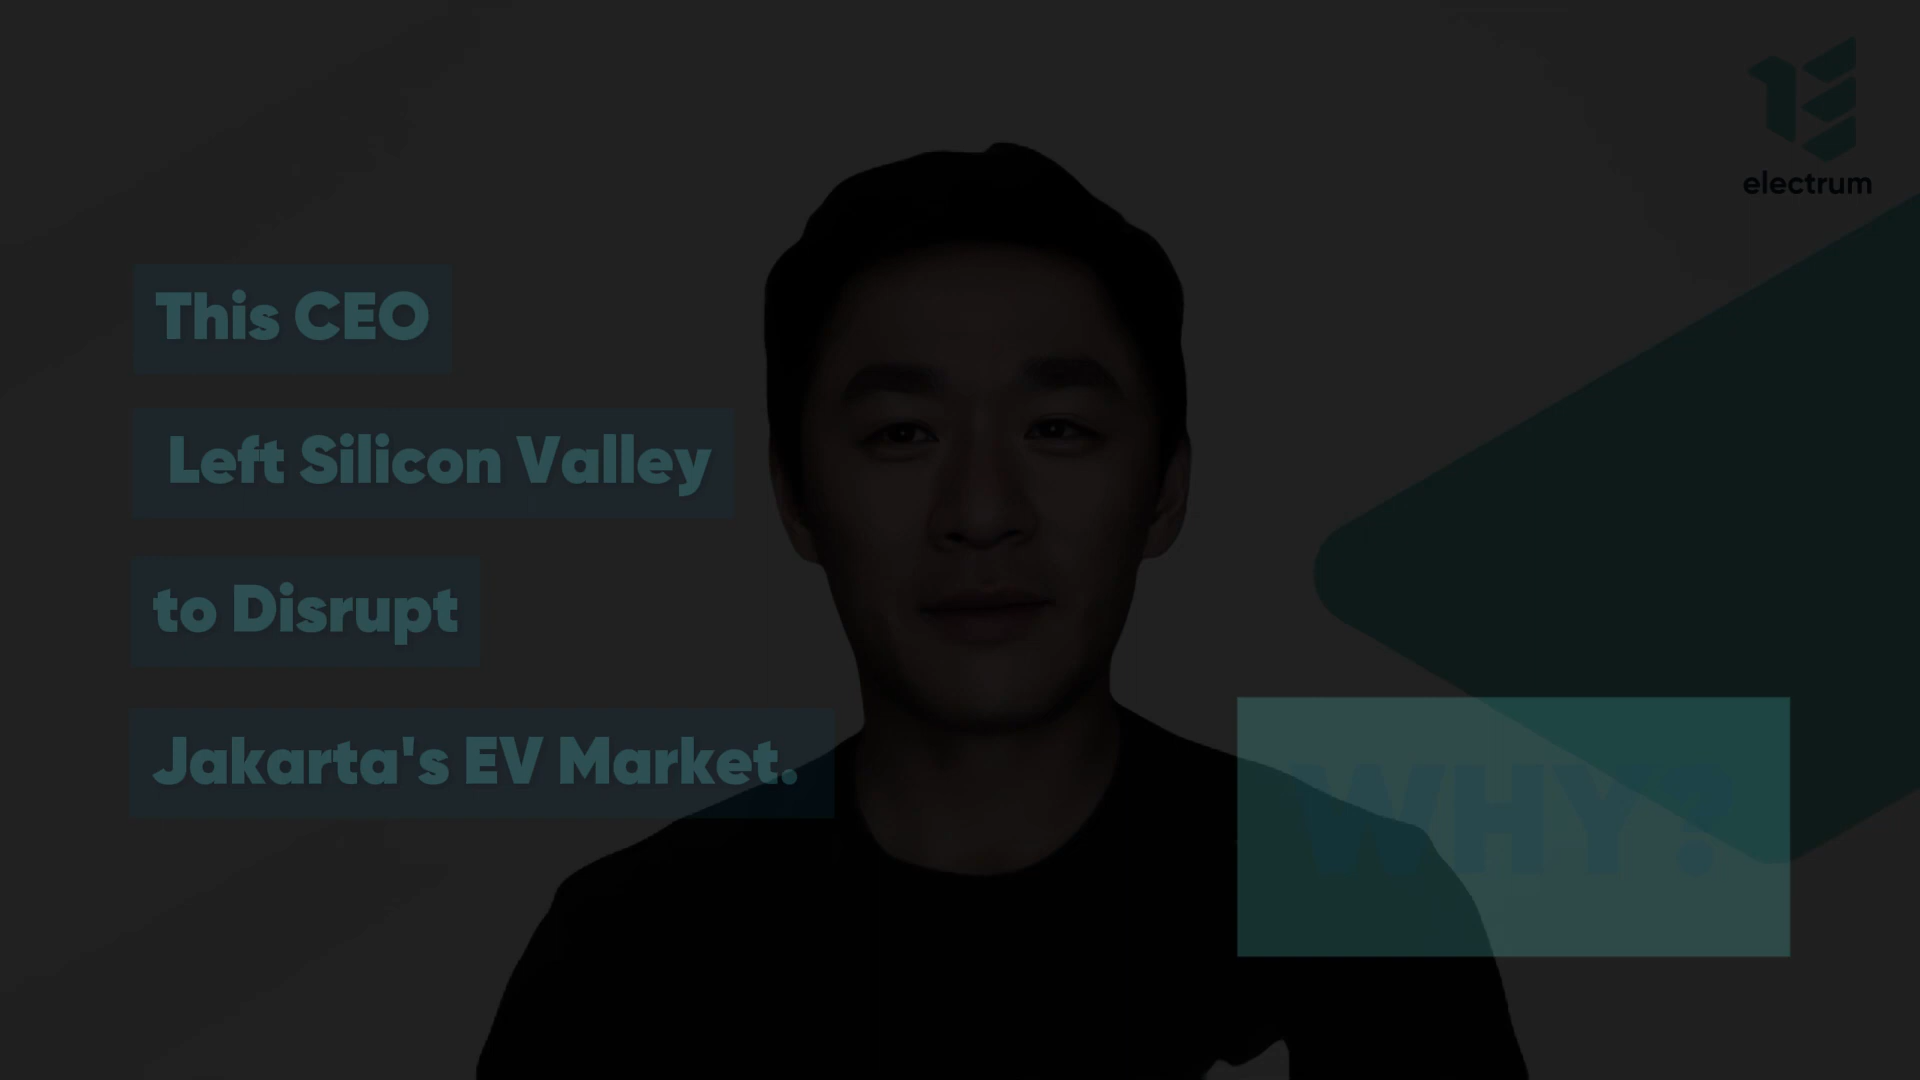 electrum
This CEO
Left Silicon Valley
to Disrupt
Jakarta's EV Market.
WHY?